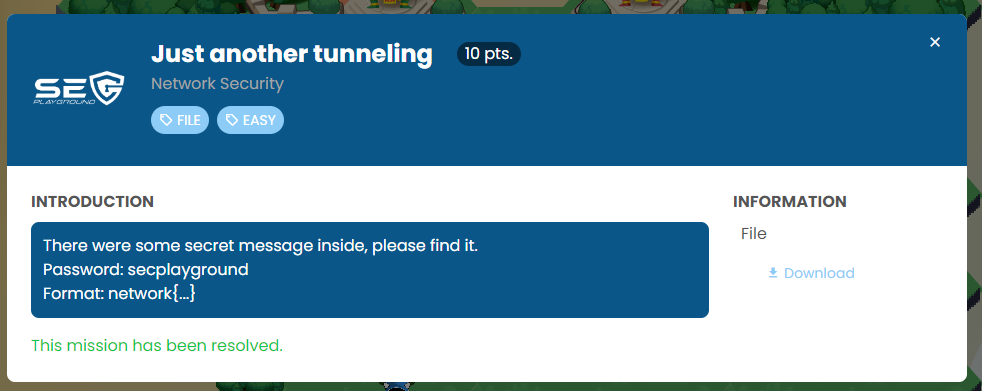 Just another tunneling
10 pts.
Network Security
SEC
PLAYGROUND
FILE
EASY
INTRODUCTION
INFORMATION
There were some secret message inside, please find it.
Password: secplayground
Format: network{...}
File
Download
This mission has been resolved.